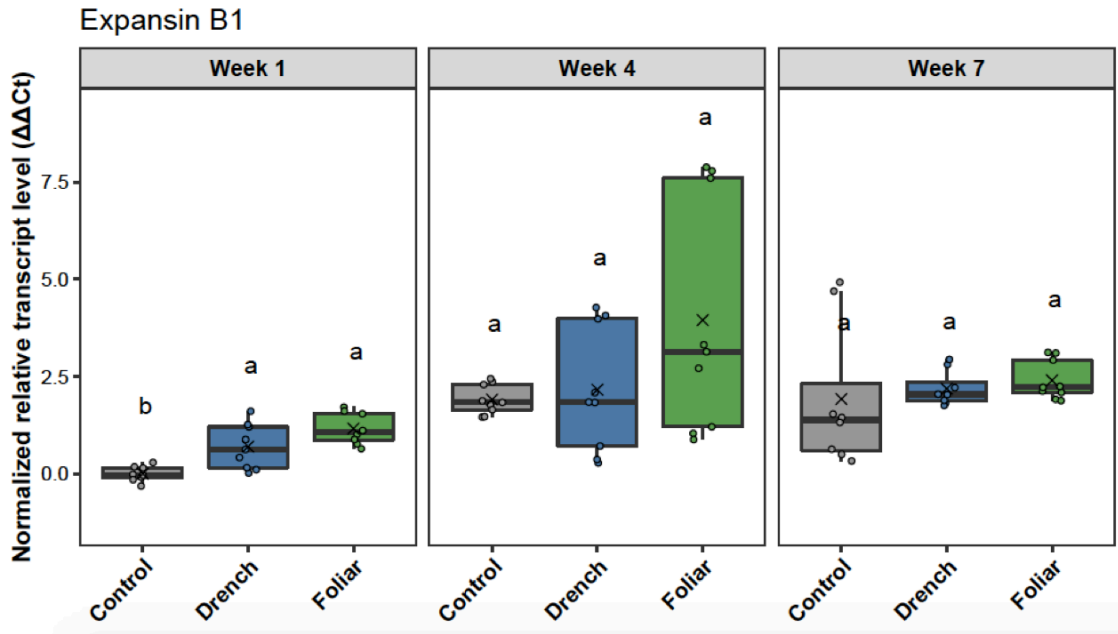 Expansin B1
Week 1
Week 4
Week 7
Normalized relative transcript level (ΔΔCt)
7.5
5.0
2.5
0.0
b
a
a
a
a
a
a
a
a
Control
Drench
Foliar
Control
Drench
Foliar
Control
Drench
Foliar